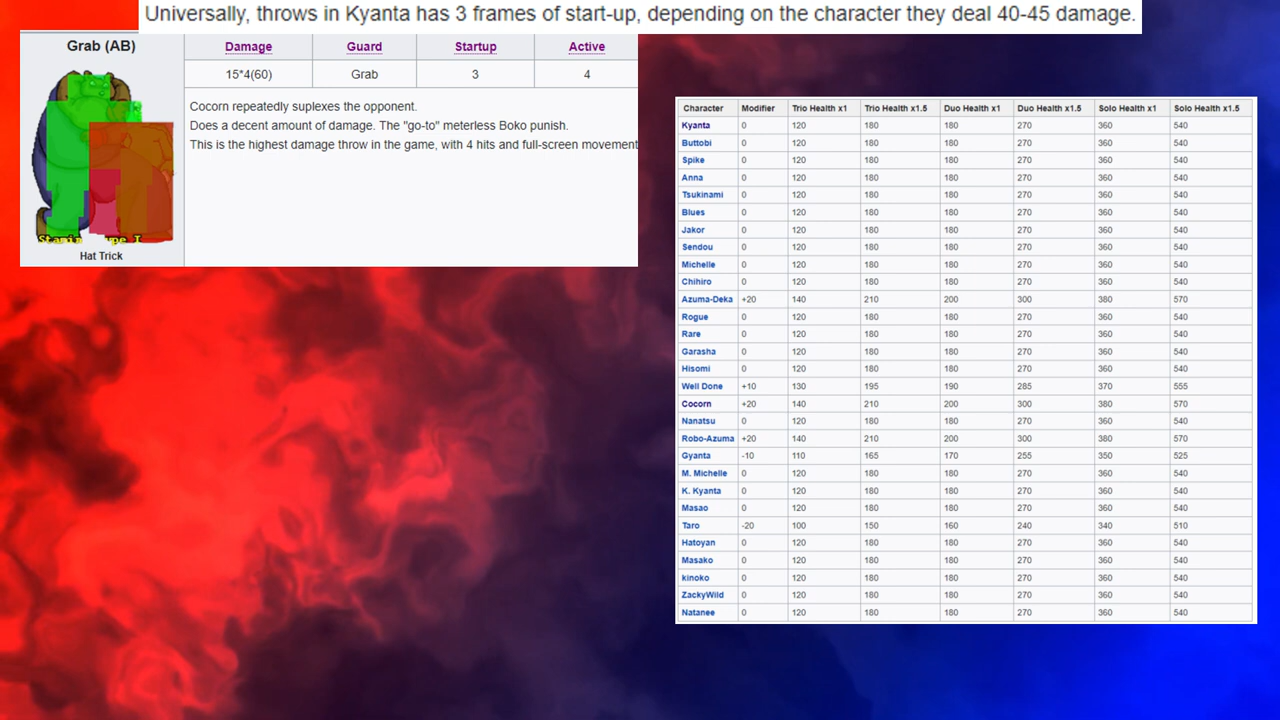 Universally, throws in Kyanta has 3 frames of start-up, depending on the character they deal 40-45 damage.
Grab (AB)
Damage Guard Startup Active
15*4(60) Grab 3 4
Cocorn repeatedly suplexes the opponent.
Does a decent amount of damage. The "go-to" meterless Boko punish.
This is the highest damage throw in the game, with 4 hits and full-screen movement
Hat Trick
Character Modifier Trio Health x1 Trio Health x1.5 Duo Health x1 Duo Health x1.5 Solo Health x1 Solo Health x1.5
Kyanta 0 120 180 180 270 360 540
Buttobi 0 120 180 180 270 360 540
Spike 0 120 180 180 270 360 540
Anna 0 120 180 180 270 360 540
Tsukinami 0 120 180 180 270 360 540
Blues 0 120 180 180 270 360 540
Jakor 0 120 180 180 270 360 540
Sendou 0 120 180 180 270 360 540
Michelle 0 120 180 180 270 360 540
Chihiro 0 120 180 180 270 360 540
Azuma-Deka +20 140 210 200 300 380 570
Rogue 0 120 180 180 270 360 540
Rare 0 120 180 180 270 360 540
Garasha 0 120 180 180 270 360 540
Hisomi 0 120 180 180 270 360 540
Well Done +10 130 195 190 285 370 555
Cocorn +20 140 210 200 300 380 570
Nanatsu 0 120 180 180 270 360 540
Robo-Azuma +20 140 210 200 300 380 570
Gyanta -10 110 165 170 255 350 525
M. Michelle 0 120 180 180 270 360 540
K. Kyanta 0 120 180 180 270 360 540
Masao 0 120 180 180 270 360 540
Taro -20 100 150 160 240 340 510
Hatoyan 0 120 180 180 270 360 540
Masako 0 120 180 180 270 360 540
kinoko 0 120 180 180 270 360 540
ZackyWild 0 120 180 180 270 360 540
Natanee 0 120 180 180 270 360 540